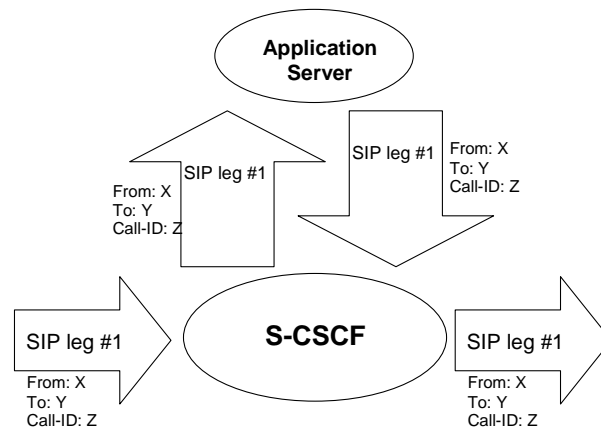 Application
Server
SIP leg #1
From: X
To: Y
Call-ID: Z
SIP leg #1
From: X
To: Y
Call-ID: Z
S-CSCF
SIP leg #1
From: X
To: Y
Call-ID: Z
SIP leg #1
From: X
To: Y
Call-ID: Z